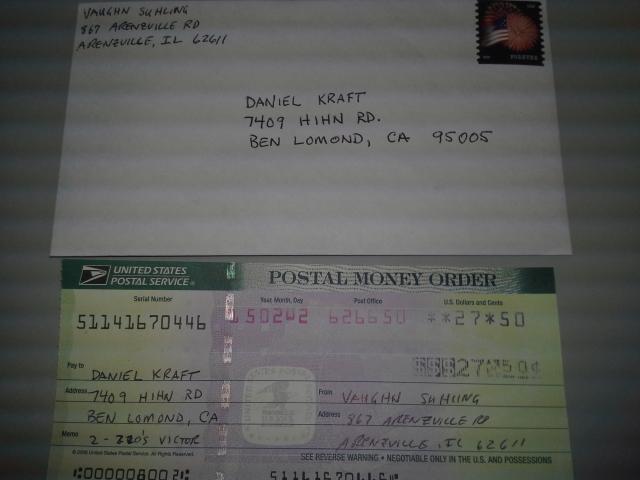 VAUGHN SUHLING
867 ARENZVILLE RD
ARENZVILLE, IL 62611
DANIEL KRAFT
7409 HIHN RD.
BEN LOMOND, CA 95005
UNITED STATES
POSTAL SERVICE®
POSTAL MONEY ORDER
Serial Number Year, Month, Day Post Office U.S. Dollars and Cents
51141670446 626650 **27*50
Pay to DANIEL KRAFT
Address 7409 HIHN RD From VAUGHN SUHLING
BEN LOMOND, CA Address 867 ARENZVILLE RD
Memo 2-220'S VICTOR ARENZVILLE, IL 62611
SEE REVERSE WARNING • NEGOTIABLE ONLY IN THE U.S. AND POSSESSIONS